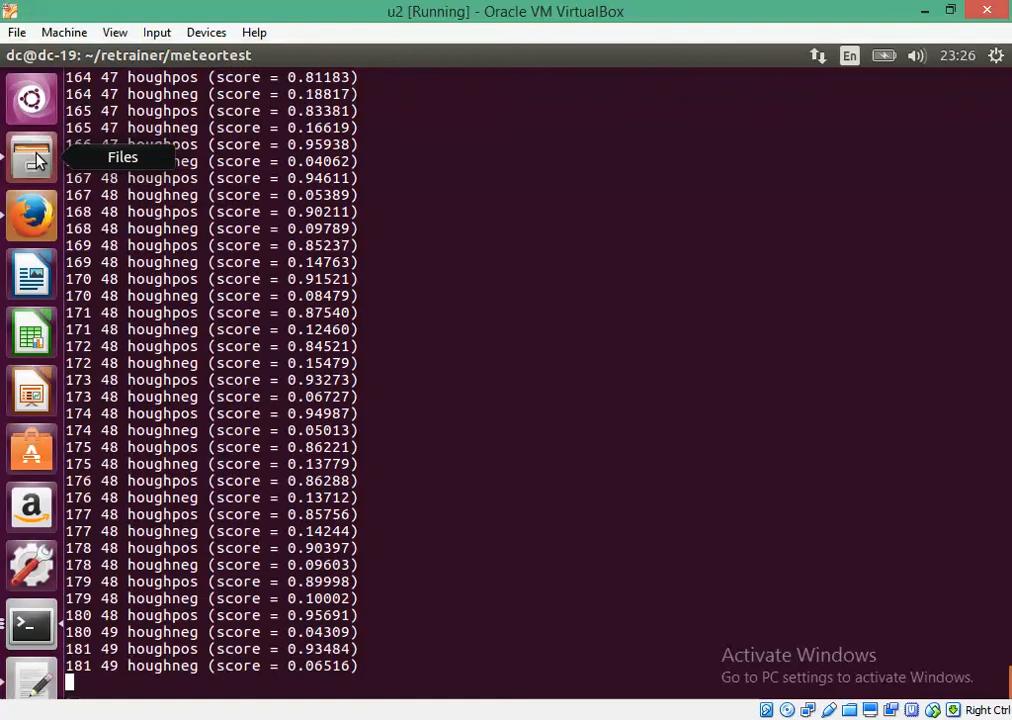 u2 [Running] - Oracle VM VirtualBox
File Machine View Input Devices Help
dc@dc-19: ~/retrainer/meteortest En 23:26
164 47 houghpos (score = 0.81183)
164 47 houghneg (score = 0.18817)
165 47 houghpos (score = 0.83381)
165 47 houghneg (score = 0.16619)
166 47 houghpos (score = 0.95938)
Files
neg (score = 0.04062)
167 48 houghpos (score = 0.94611)
167 48 houghneg (score = 0.05389)
168 48 houghpos (score = 0.90211)
168 48 houghneg (score = 0.09789)
169 48 houghpos (score = 0.85237)
169 48 houghneg (score = 0.14763)
170 48 houghpos (score = 0.91521)
170 48 houghneg (score = 0.08479)
171 48 houghpos (score = 0.87540)
171 48 houghneg (score = 0.12460)
172 48 houghpos (score = 0.84521)
172 48 houghneg (score = 0.15479)
173 48 houghpos (score = 0.93273)
173 48 houghneg (score = 0.06727)
174 48 houghpos (score = 0.94987)
174 48 houghneg (score = 0.05013)
175 48 houghpos (score = 0.86221)
175 48 houghneg (score = 0.13779)
176 48 houghpos (score = 0.86288)
176 48 houghneg (score = 0.13712)
177 48 houghpos (score = 0.85756)
177 48 houghneg (score = 0.14244)
178 48 houghpos (score = 0.90397)
178 48 houghneg (score = 0.09603)
179 48 houghpos (score = 0.89998)
179 48 houghneg (score = 0.10002)
180 48 houghpos (score = 0.95691)
180 49 houghneg (score = 0.04309)
181 49 houghpos (score = 0.93484)
181 49 houghneg (score = 0.06516)
Activate Windows
Go to PC settings to activate Windows.
Right Ctrl